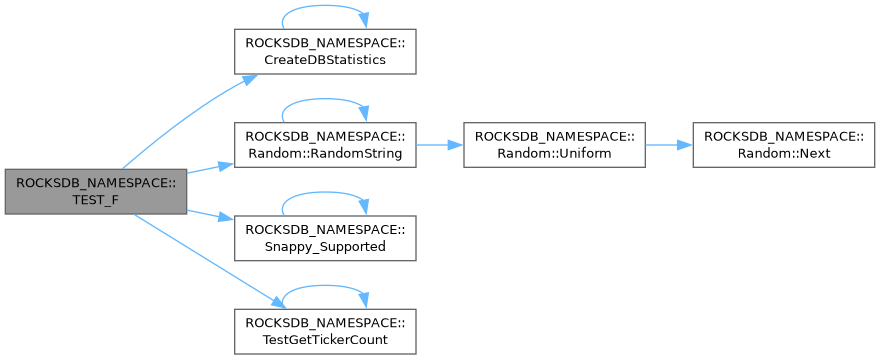 ROCKSDB_NAMESPACE::
TEST_F
ROCKSDB_NAMESPACE::
CreateDBStatistics
ROCKSDB_NAMESPACE::
Random::RandomString
ROCKSDB_NAMESPACE::
Random::Uniform
ROCKSDB_NAMESPACE::
Random::Next
ROCKSDB_NAMESPACE::
Snappy_Supported
ROCKSDB_NAMESPACE::
TestGetTickerCount